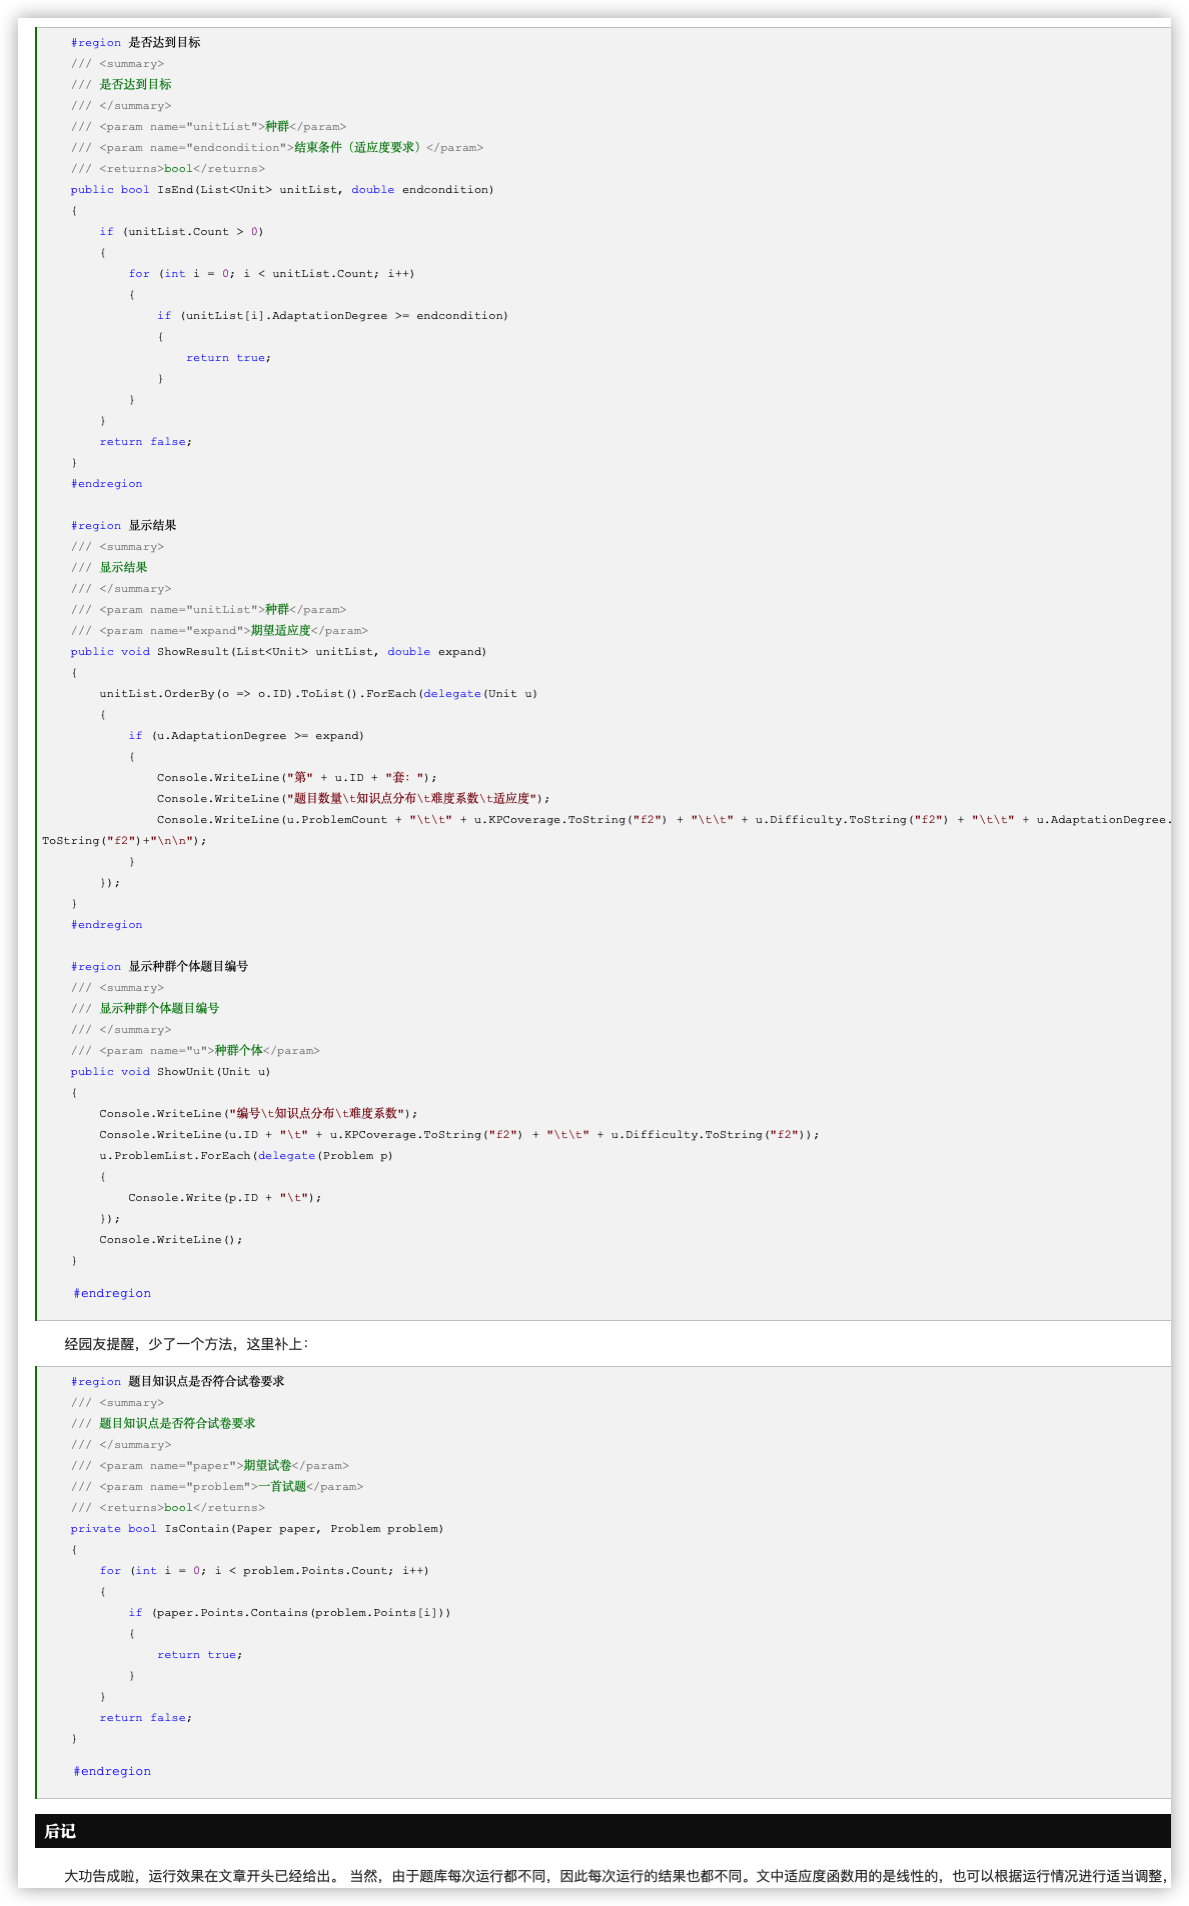 #region 是否达到目标
/// <summary>
/// 是否达到目标
/// </summary>
/// <param name="unitList">种群</param>
/// <param name="endcondition">结束条件（适应度要求）</param>
/// <returns>bool</returns>
public bool IsEnd(List<Unit> unitList, double endcondition)
{
    if (unitList.Count > 0)
    {
        for (int i = 0; i < unitList.Count; i++)
        {
            if (unitList[i].AdaptationDegree >= endcondition)
            {
                return true;
            }
        }
    }
    return false;
}
#endregion

#region 显示结果
/// <summary>
/// 显示结果
/// </summary>
/// <param name="unitList">种群</param>
/// <param name="expand">期望适应度</param>
public void ShowResult(List<Unit> unitList, double expand)
{
    unitList.OrderBy(o => o.ID).ToList().ForEach(delegate(Unit u)
    {
        if (u.AdaptationDegree >= expand)
        {
            Console.WriteLine("第" + u.ID + "套：");
            Console.WriteLine("题目数量\t知识点分布\t难度系数\t适应度");
            Console.WriteLine(u.ProblemCount + "\t\t" + u.KPCoverage.ToString("f2") + "\t\t" + u.Difficulty.ToString("f2") + "\t\t" + u.AdaptationDegree.
ToString("f2")+"\n\n");
        }
    });
}
#endregion

#region 显示种群个体题目编号
/// <summary>
/// 显示种群个体题目编号
/// </summary>
/// <param name="u">种群个体</param>
public void ShowUnit(Unit u)
{
    Console.WriteLine("编号\t知识点分布\t难度系数");
    Console.WriteLine(u.ID + "\t" + u.KPCoverage.ToString("f2") + "\t\t" + u.Difficulty.ToString("f2"));
    u.ProblemList.ForEach(delegate(Problem p)
    {
        Console.Write(p.ID + "\t");
    });
    Console.WriteLine();
}
#endregion
经园友提醒，少了一个方法，这里补上：
#region 题目知识点是否符合试卷要求
/// <summary>
/// 题目知识点是否符合试卷要求
/// </summary>
/// <param name="paper">期望试卷</param>
/// <param name="problem">一首试题</param>
/// <returns>bool</returns>
private bool IsContain(Paper paper, Problem problem)
{
    for (int i = 0; i < problem.Points.Count; i++)
    {
        if (paper.Points.Contains(problem.Points[i]))
        {
            return true;
        }
    }
    return false;
}
#endregion
后记
大功告成啦，运行效果在文章开头已经给出。 当然，由于题库每次运行都不同，因此每次运行的结果也都不同。文中适应度函数用的是线性的，也可以根据运行情况进行适当调整，